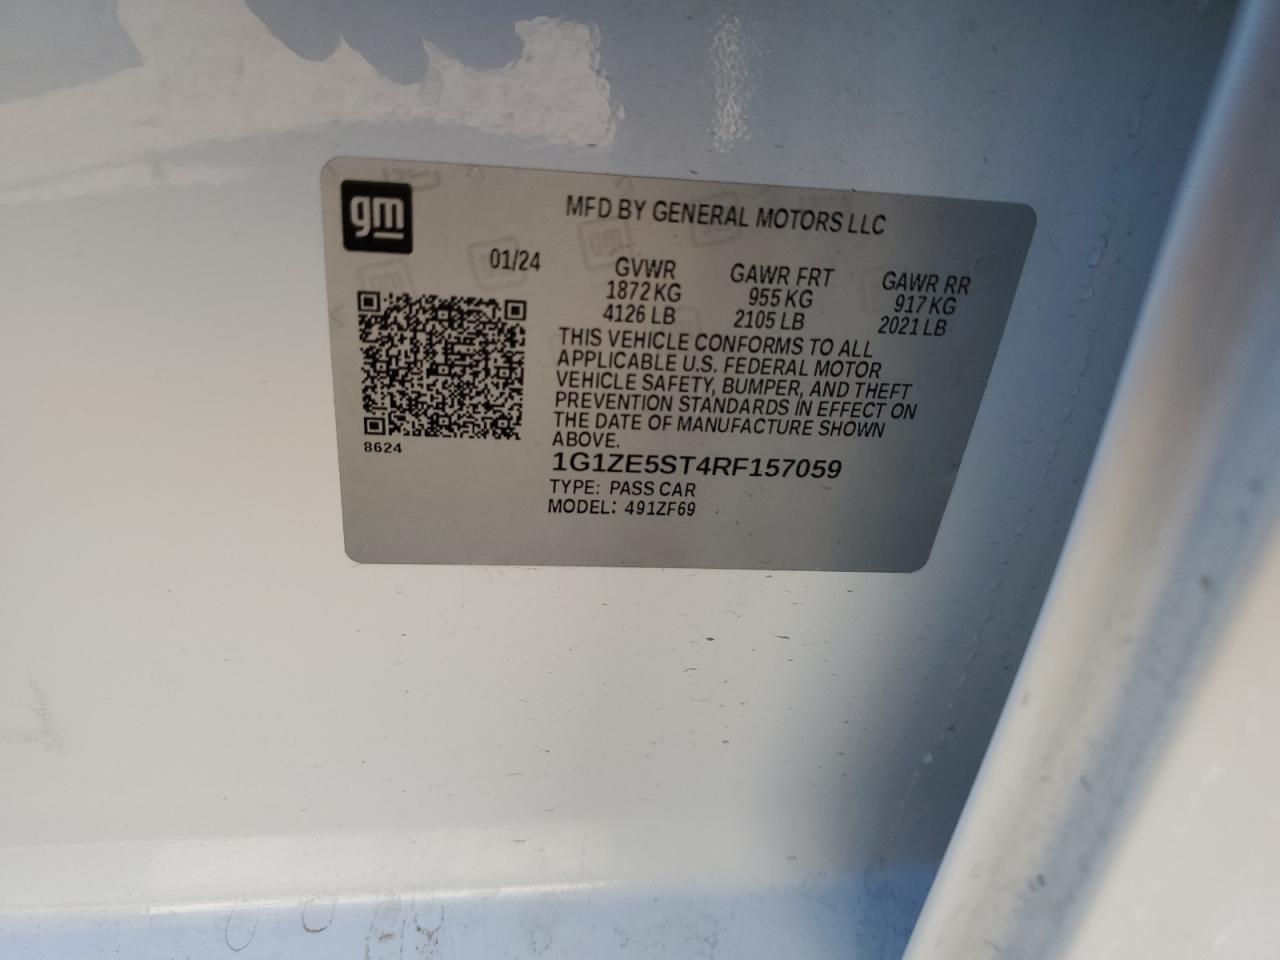 gm
MFD BY GENERAL MOTORS LLC
01/24
GVWR GAWR FRT GAWR RR
1872 KG 955 KG 917 KG
4126 LB 2105 LB 2021 LB
THIS VEHICLE CONFORMS TO ALL
APPLICABLE U.S. FEDERAL MOTOR
VEHICLE SAFETY, BUMPER, AND THEFT
PREVENTION STANDARDS IN EFFECT ON
THE DATE OF MANUFACTURE SHOWN
ABOVE.
8624
1G1ZE5ST4RF157059
TYPE: PASS CAR
MODEL: 491ZF69